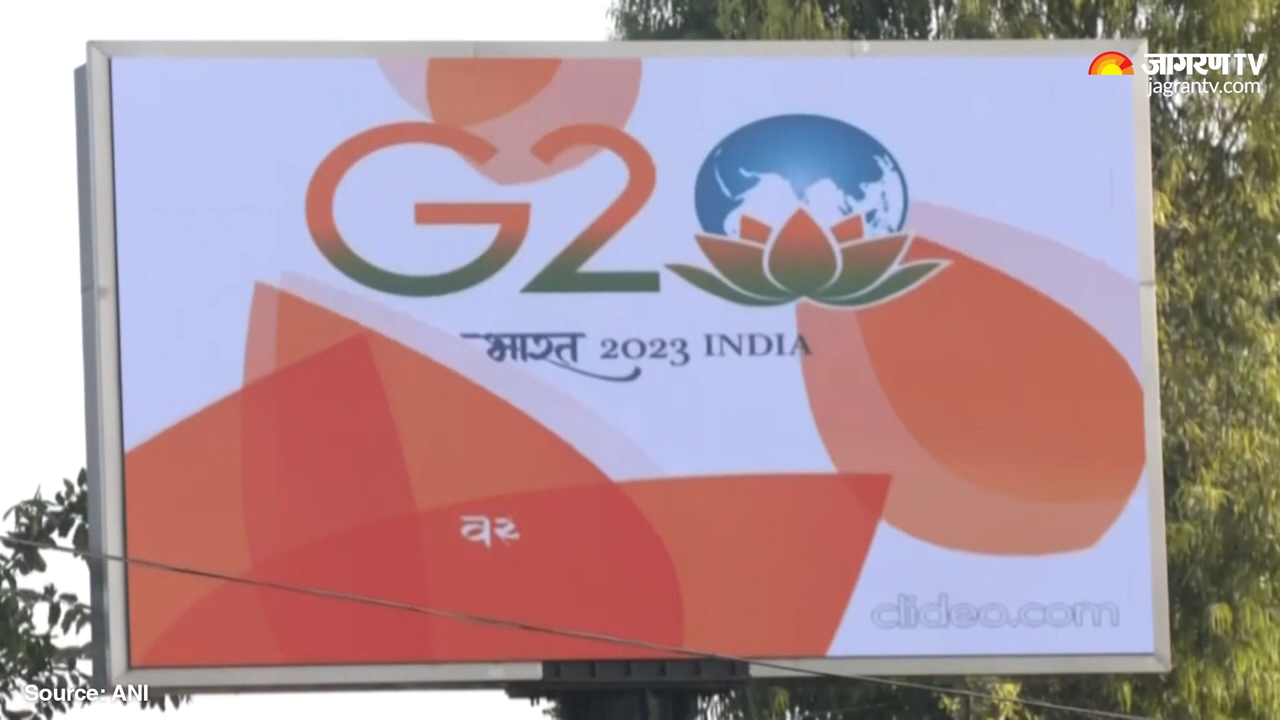 जागरण TV
jagrantv.com
G20
भारत 2023 INDIA
clideo.com
Source: ANI